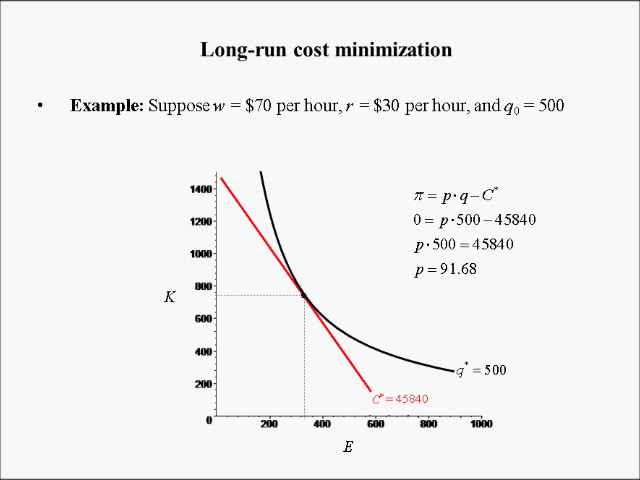 Long-run cost minimization
• Example: Suppose w = $70 per hour, r = $30 per hour, and q₀ = 500
π = p·q − C*
0 = p·500 − 45840
p·500 = 45840
p = 91.68
1400
1200
1000
800
600
400
200
0
K
q* = 500
C* = 45840
200 400 600 800 1000
E